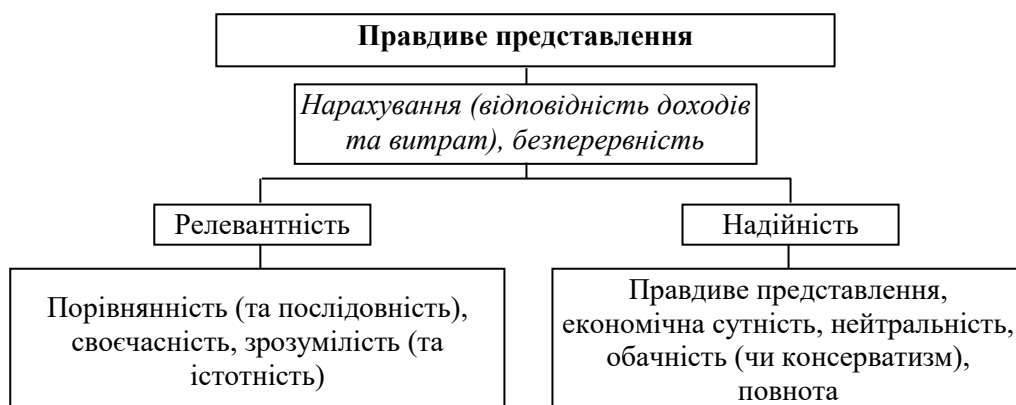 Правдиве представлення
Нарахування (відповідність доходів
та витрат), безперервність
Релевантність
Надійність
Порівнянність (та послідовність),
своєчасність, зрозумілість (та
істотність)
Правдиве представлення,
економічна сутність, нейтральність,
обачність (чи консерватизм),
повнота